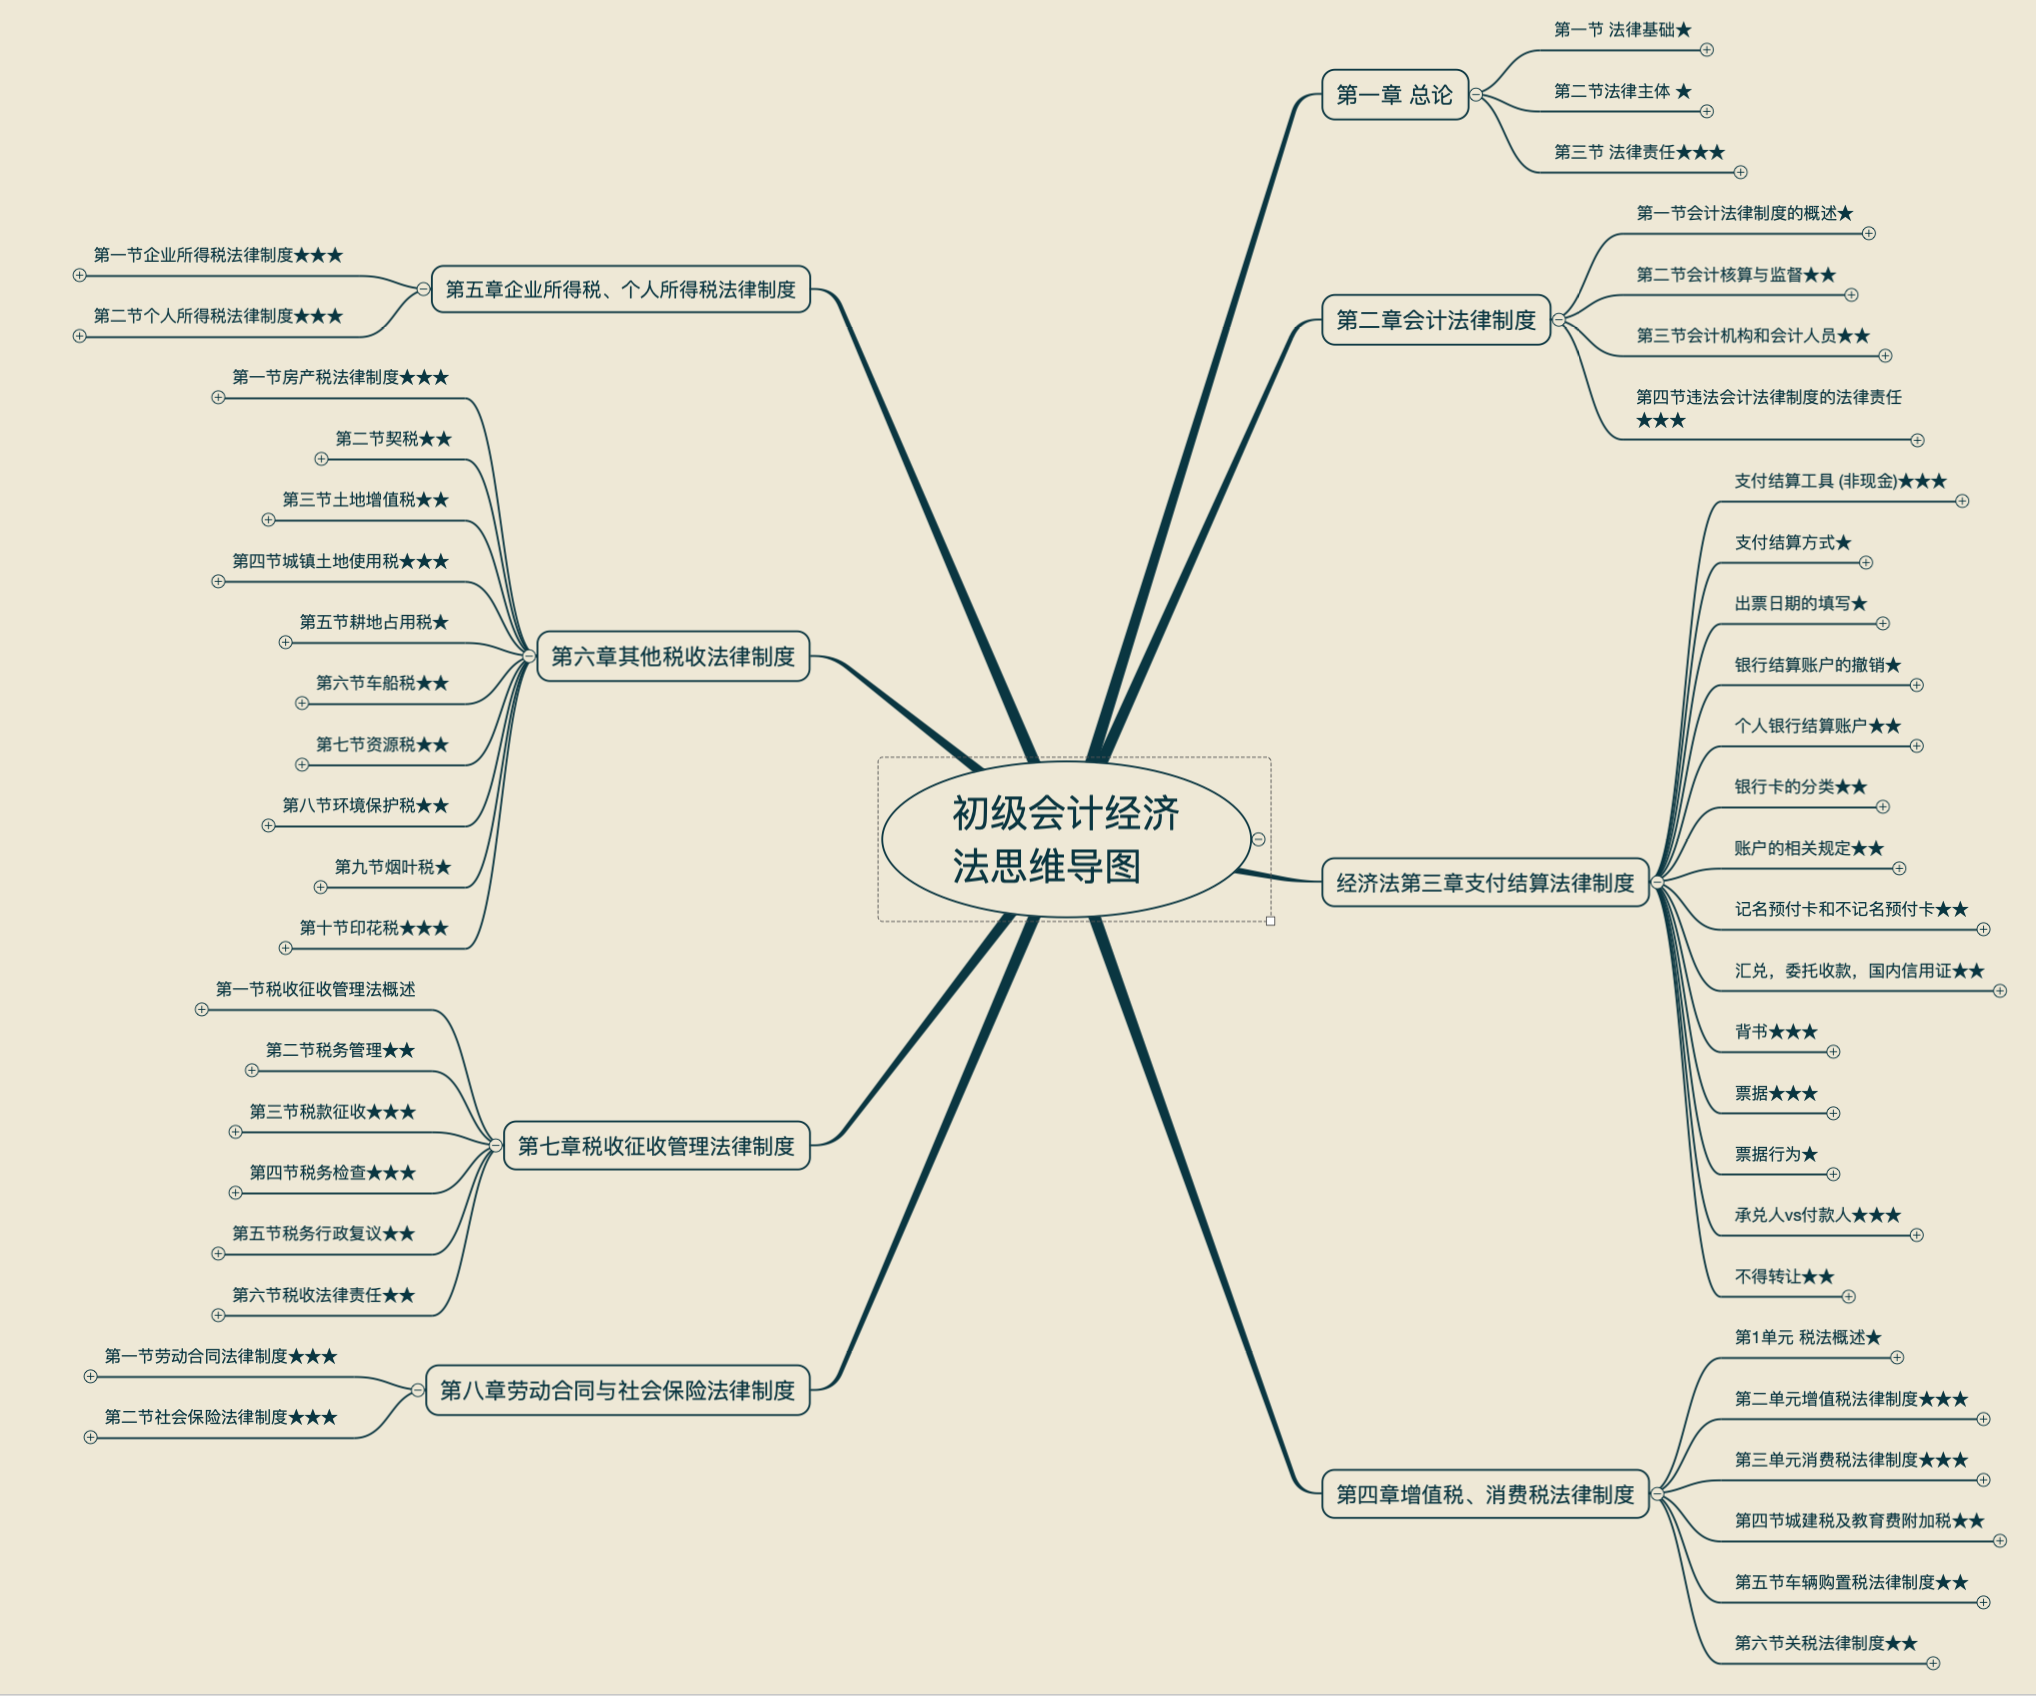 初级会计经济
法思维导图
第一章 总论
第一节 法律基础★
第二节法律主体 ★
第三节 法律责任★★★
第二章会计法律制度
第一节会计法律制度的概述★
第二节会计核算与监督★★
第三节会计机构和会计人员★★
第四节违法会计法律制度的法律责任
★★★
经济法第三章支付结算法律制度
支付结算工具 (非现金)★★★
支付结算方式★
出票日期的填写★
银行结算账户的撤销★
个人银行结算账户★★
银行卡的分类★★
账户的相关规定★★
记名预付卡和不记名预付卡★★
汇兑，委托收款，国内信用证★★
背书★★★
票据★★★
票据行为★
承兑人vs付款人★★★
不得转让★★
第四章增值税、消费税法律制度
第1单元 税法概述★
第二单元增值税法律制度★★★
第三单元消费税法律制度★★★
第四节城建税及教育费附加税★★
第五节车辆购置税法律制度★★
第六节关税法律制度★★
第五章企业所得税、个人所得税法律制度
第一节企业所得税法律制度★★★
第二节个人所得税法律制度★★★
第六章其他税收法律制度
第一节房产税法律制度★★★
第二节契税★★
第三节土地增值税★★
第四节城镇土地使用税★★★
第五节耕地占用税★
第六节车船税★★
第七节资源税★★
第八节环境保护税★★
第九节烟叶税★
第十节印花税★★★
第七章税收征收管理法律制度
第一节税收征收管理法概述
第二节税务管理★★
第三节税款征收★★★
第四节税务检查★★★
第五节税务行政复议★★
第六节税收法律责任★★
第八章劳动合同与社会保险法律制度
第一节劳动合同法律制度★★★
第二节社会保险法律制度★★★